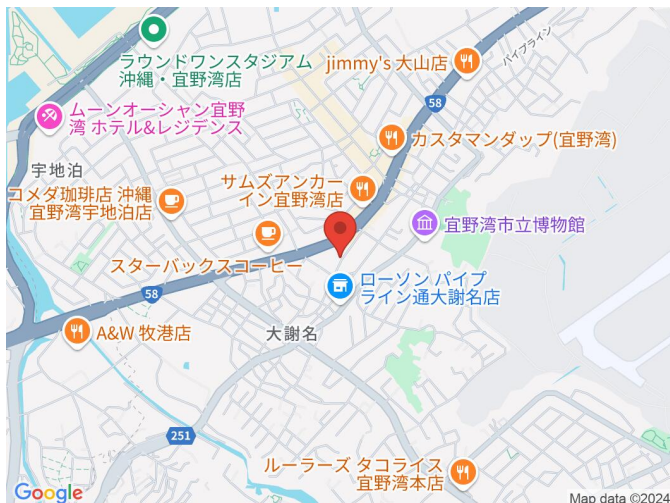 ラウンドワンスタジアム
沖縄・宜野湾店
jimmy's 大山店
パイプライン
58
ムーンオーシャン宜野
湾 ホテル&レジデンス
カスタマンダップ(宜野湾)
宇地泊
コメダ珈琲店 沖縄
宜野湾宇地泊店
サムズアンカー
イン宜野湾店
宜野湾市立博物館
スターバックスコーヒー
58
ローソン パイプ
ライン通大謝名店
A&W 牧港店
大謝名
251
ルーラーズ タコライス
宜野湾本店
Google
Map data ©2024